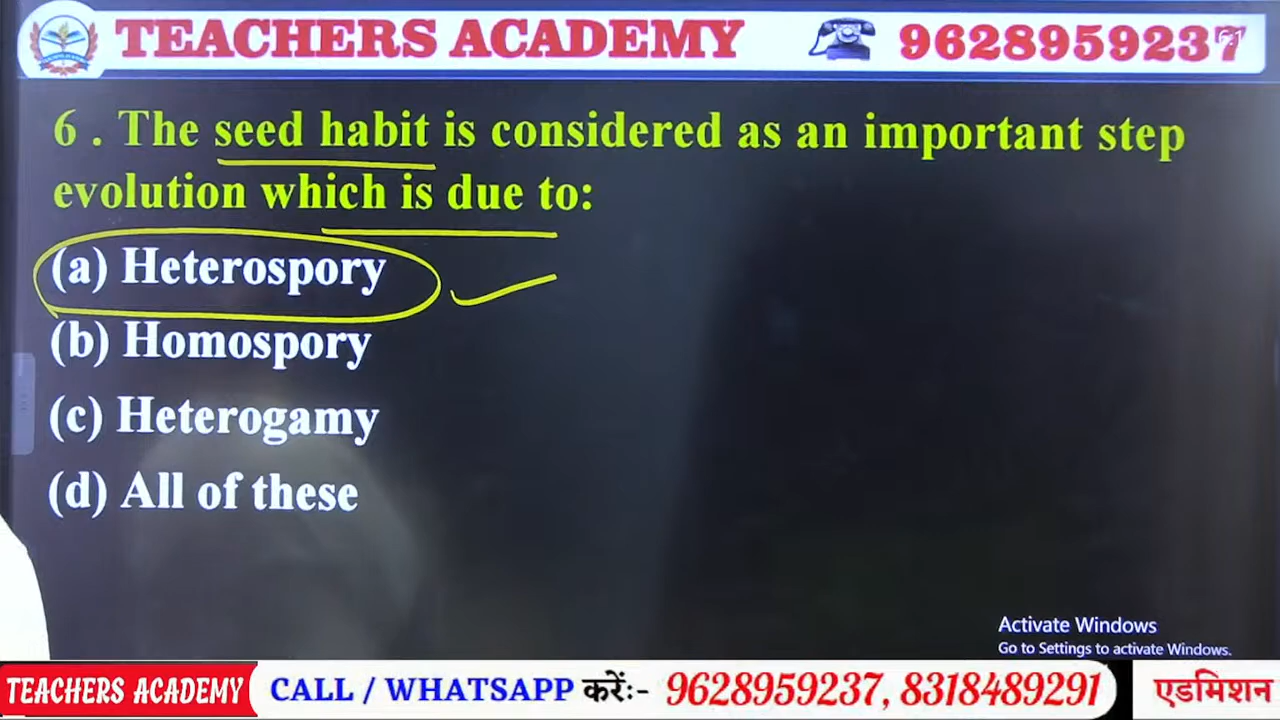 TEACHERS ACADEMY 9628959237
6 . The seed habit is considered as an important step
evolution which is due to:
(a) Heterospory
(b) Homospory
(c) Heterogamy
(d) All of these
Activate Windows
Go to Settings to activate Windows.
TEACHERS ACADEMY CALL / WHATSAPP करेंः- 9628959237, 8318489291 एडमिशन